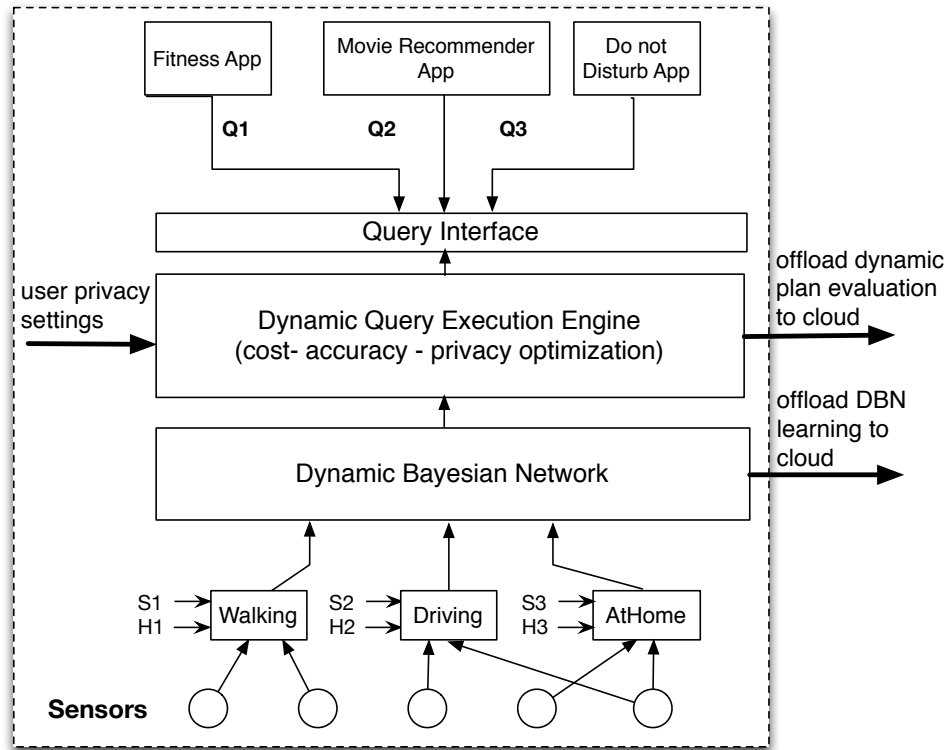 Fitness App
Movie Recommender
App
Do not
Disturb App
Q1
Q2
Q3
Query Interface
user privacy
settings
Dynamic Query Execution Engine
(cost- accuracy - privacy optimization)
offload dynamic
plan evaluation
to cloud
Dynamic Bayesian Network
offload DBN
learning to
cloud
S1
H1
Walking
S2
H2
Driving
S3
H3
AtHome
Sensors